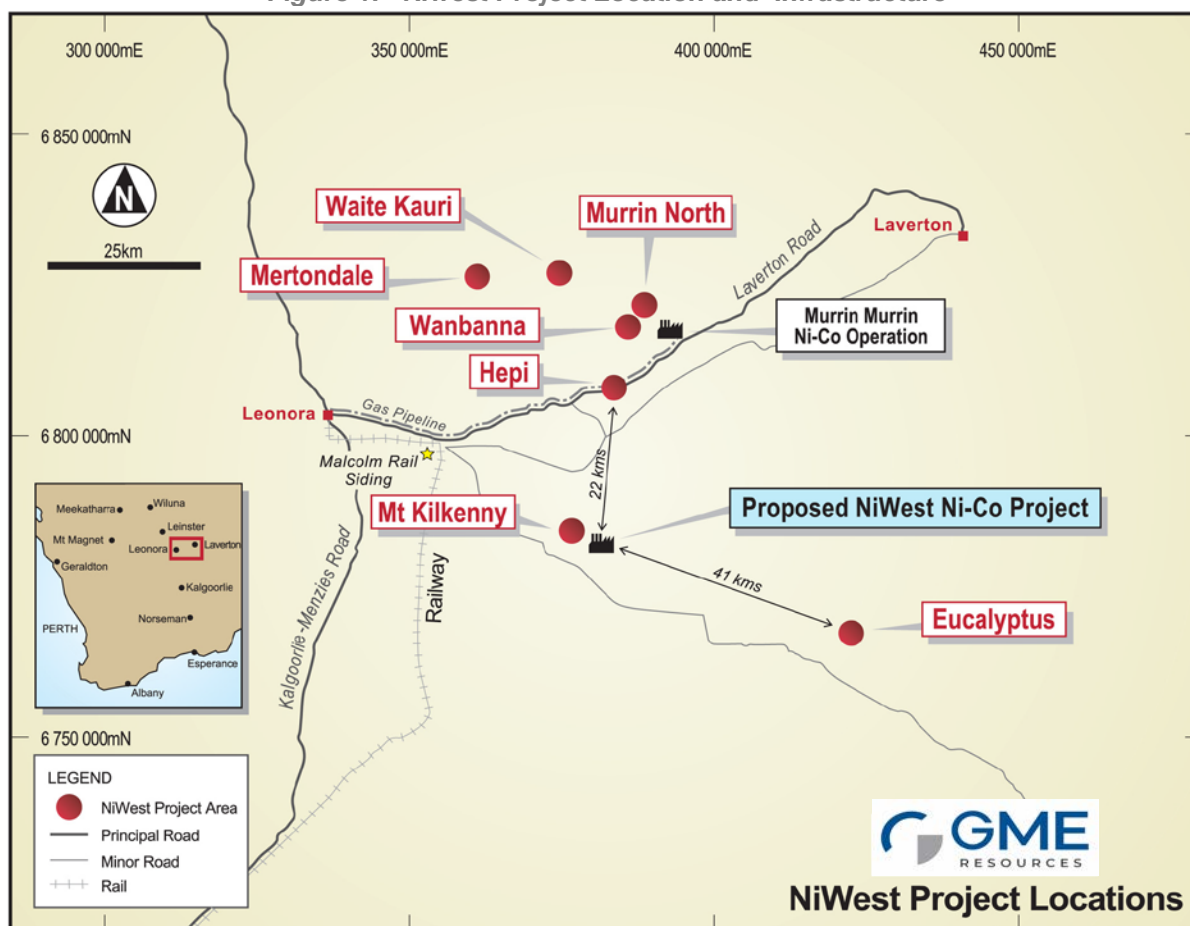 300 000mE
350 000mE
400 000mE
450 000mE
6 850 000mN
N
25km
Waite Kauri
Murrin North
Mertondale
Wanbanna
Hepi
Laverton
Laverton Road
Murrin Murrin
Ni-Co Operation
Leonora
Gas Pipeline
6 800 000mN
Malcolm Rail
Siding
22 kms
Mt Kilkenny
Proposed NiWest Ni-Co Project
41 kms
Eucalyptus
Kalgoorlie-Menzies Road
Railway
Meekatharra
Wiluna
Leinster
Mt Magnet
Leonora
Laverton
Geraldton
Kalgoorlie
Norseman
PERTH
Esperance
Albany
6 750 000mN
LEGEND
NiWest Project Area
Principal Road
Minor Road
Rail
GME
RESOURCES
NiWest Project Locations